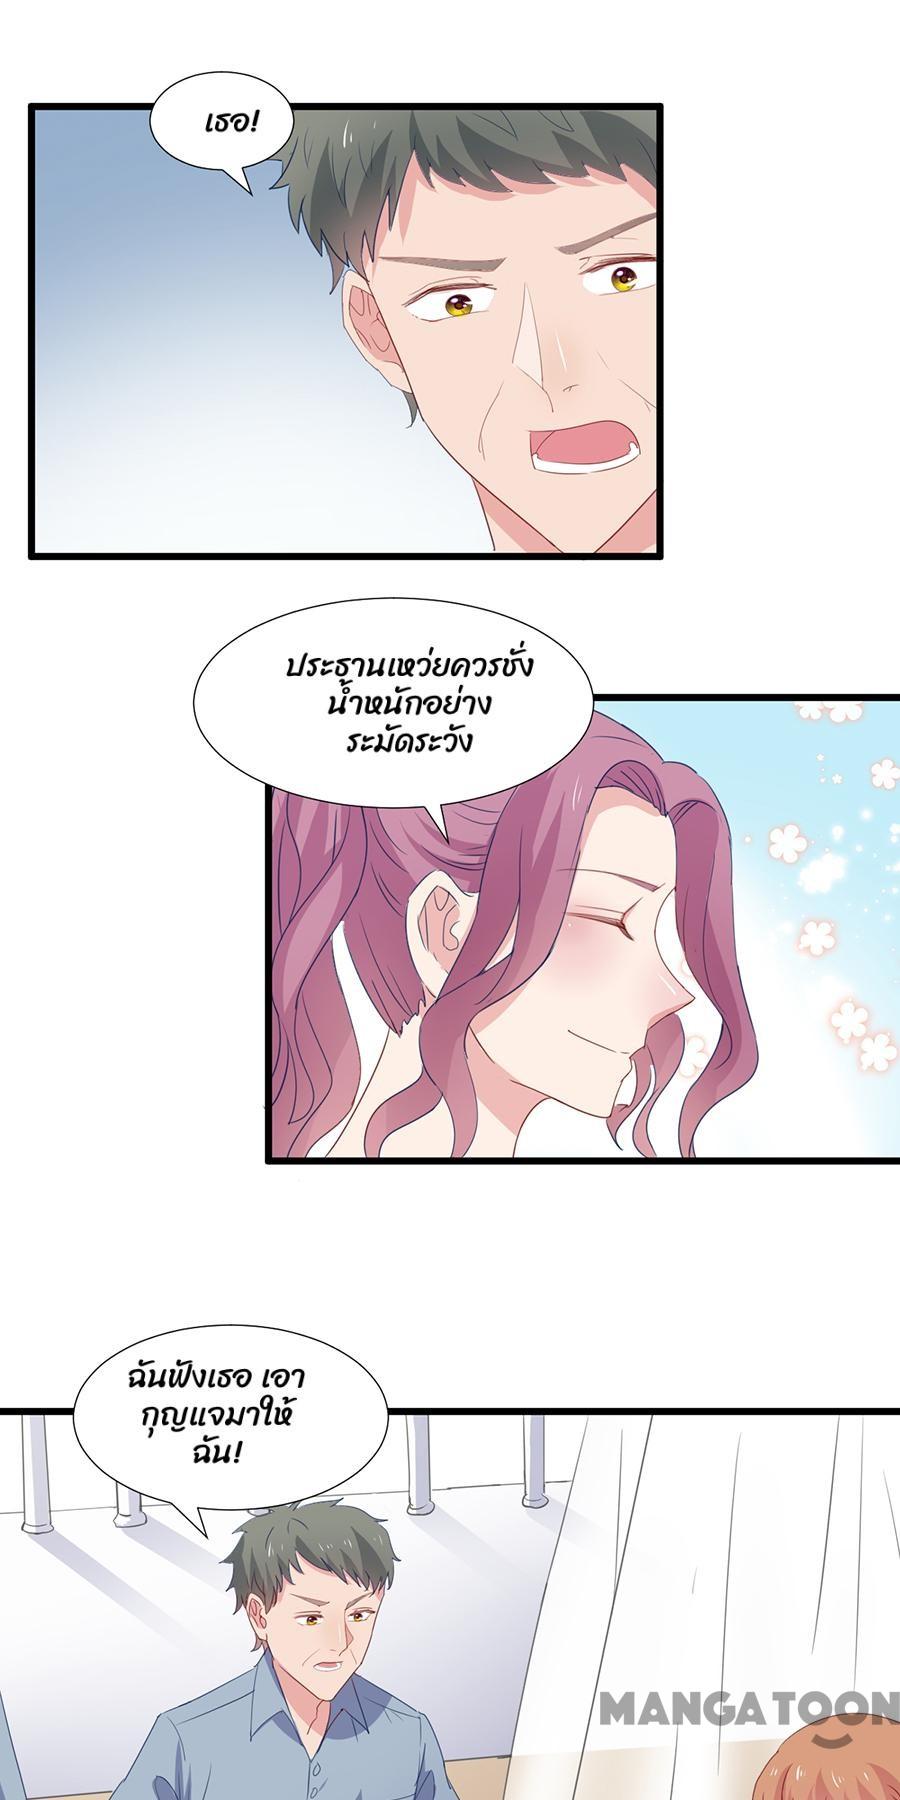 เธอ!
ประธานเหว่ยควรชั่ง
น้ำหนักอย่าง
ระมัดระวัง
ฉันฟังเธอ เอา
กุญแจมาให้
ฉัน!
MANGATOON